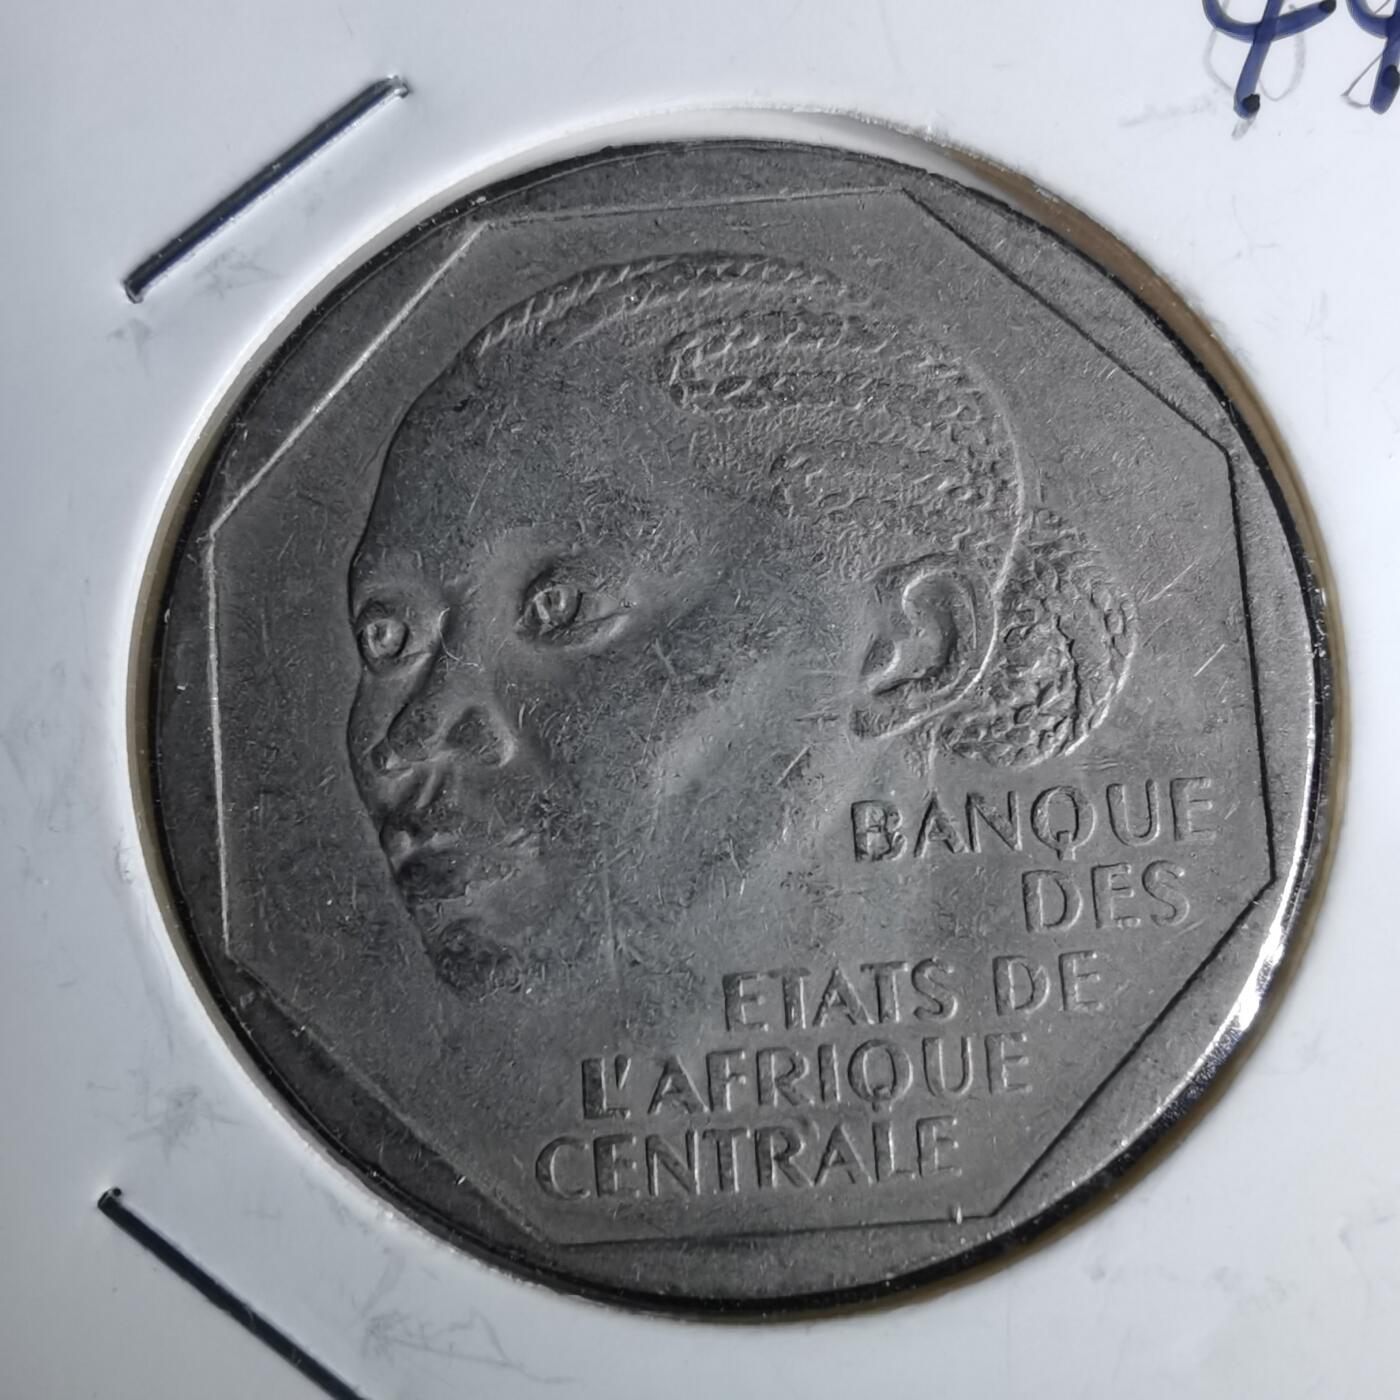 BANQUE
DES
ETATS DE
L'AFRIQUE
CENTRALE